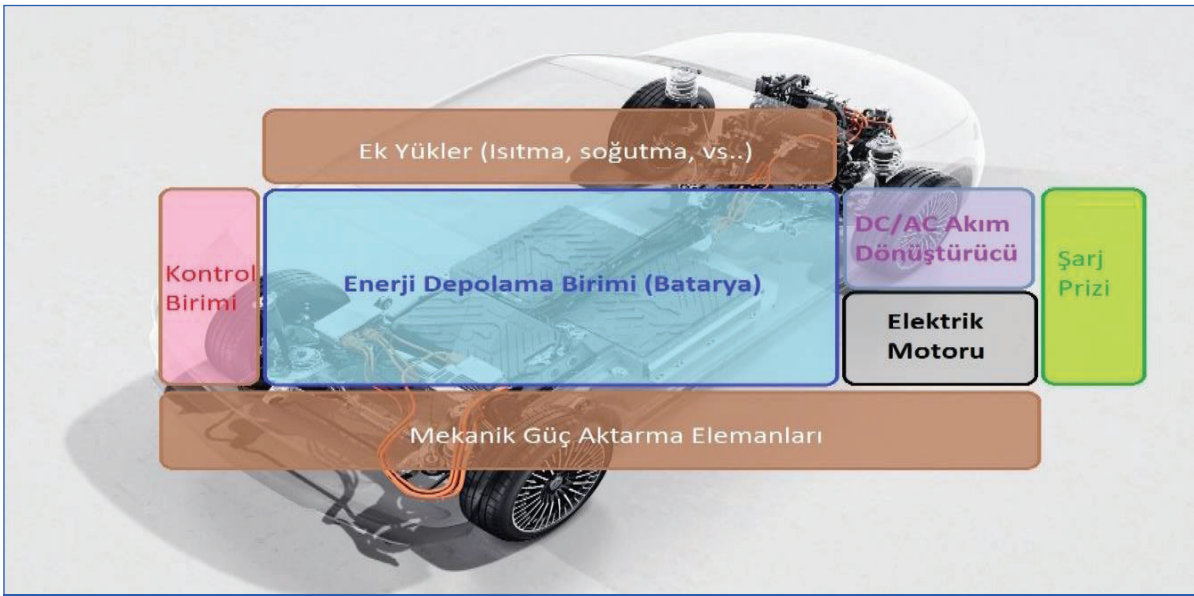 Ek Yükler (Isıtma, soğutma, vs..)
Kontrol
Birimi
Enerji Depolama Birimi (Batarya)
DC/AC Akım
Dönüştürücü
Elektrik
Motoru
Şarj
Prizi
Mekanik Güç Aktarma Elemanları